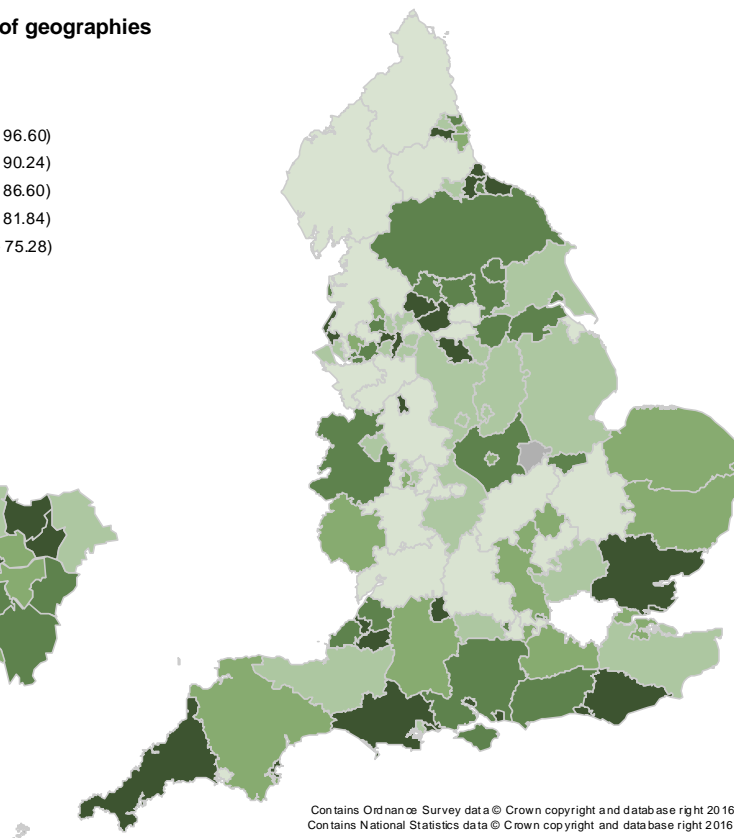 of geographies
96.60)
90.24)
86.60)
81.84)
75.28)
Contains Ordnance Survey data © Crown copyright and database right 2016
Contains National Statistics data © Crown copyright and database right 2016